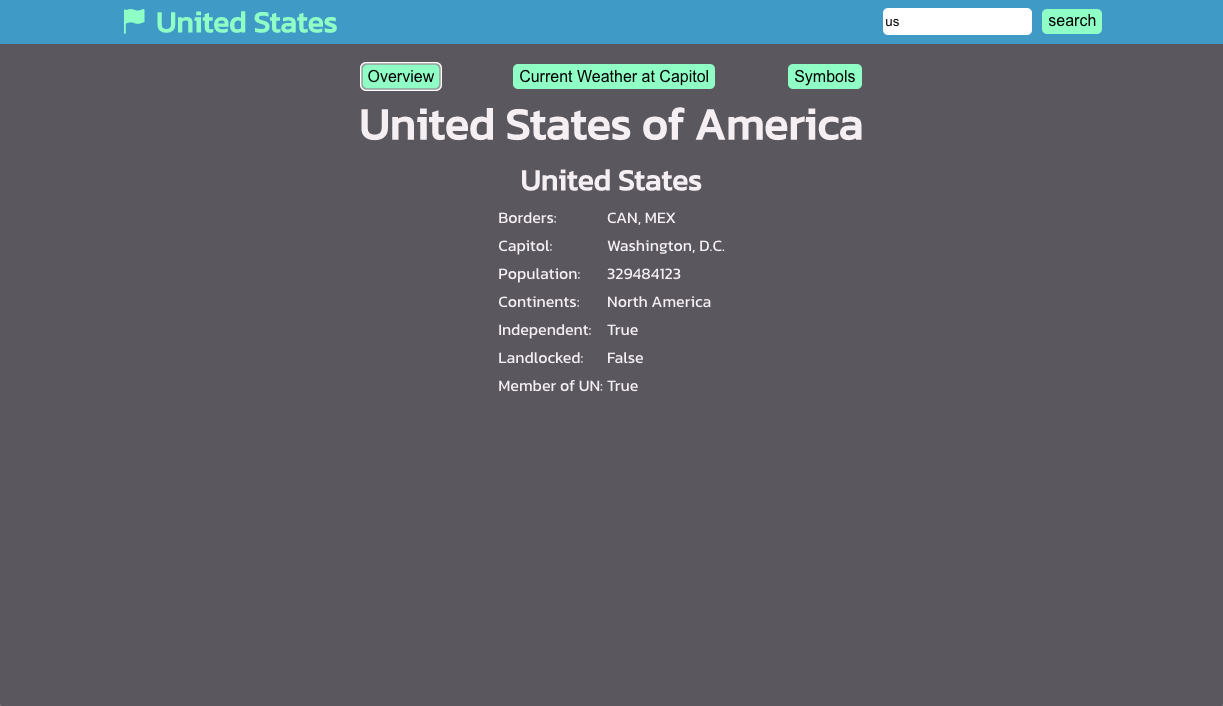 United States
us
search
Overview
Current Weather at Capitol
Symbols
United States of America
United States
Borders: CAN, MEX
Capitol: Washington, D.C.
Population: 329484123
Continents: North America
Independent: True
Landlocked: False
Member of UN: True